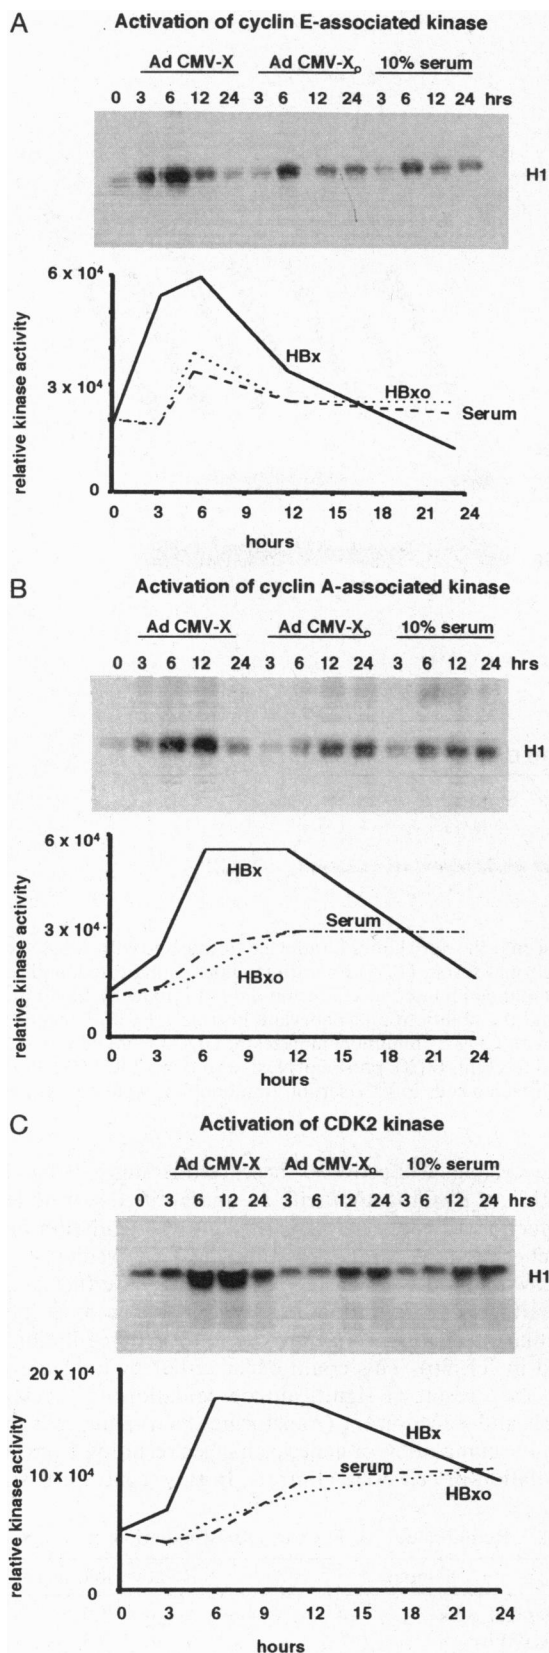 A
Activation of cyclin E-associated kinase
Ad CMV-X Ad CMV-Xo 10% serum
0 3 6 12 24 3 6 12 24 3 6 12 24 hrs
H1
6 x 10⁴
3 x 10⁴
0
relative kinase activity
HBx
HBxo
Serum
0 3 6 9 12 15 18 21 24
hours
B
Activation of cyclin A-associated kinase
Ad CMV-X Ad CMV-Xo 10% serum
0 3 6 12 24 3 6 12 24 3 6 12 24 hrs
H1
6 x 10⁴
3 x 10⁴
0
relative kinase activity
HBx
Serum
HBxo
0 3 6 9 12 15 18 21 24
hours
C
Activation of CDK2 kinase
Ad CMV-X Ad CMV-Xo 10% serum
0 3 6 12 24 3 6 12 24 3 6 12 24 hrs
H1
20 x 10⁴
10 x 10⁴
0
relative kinase activity
HBx
serum
HBxo
0 3 6 9 12 15 18 21 24
hours